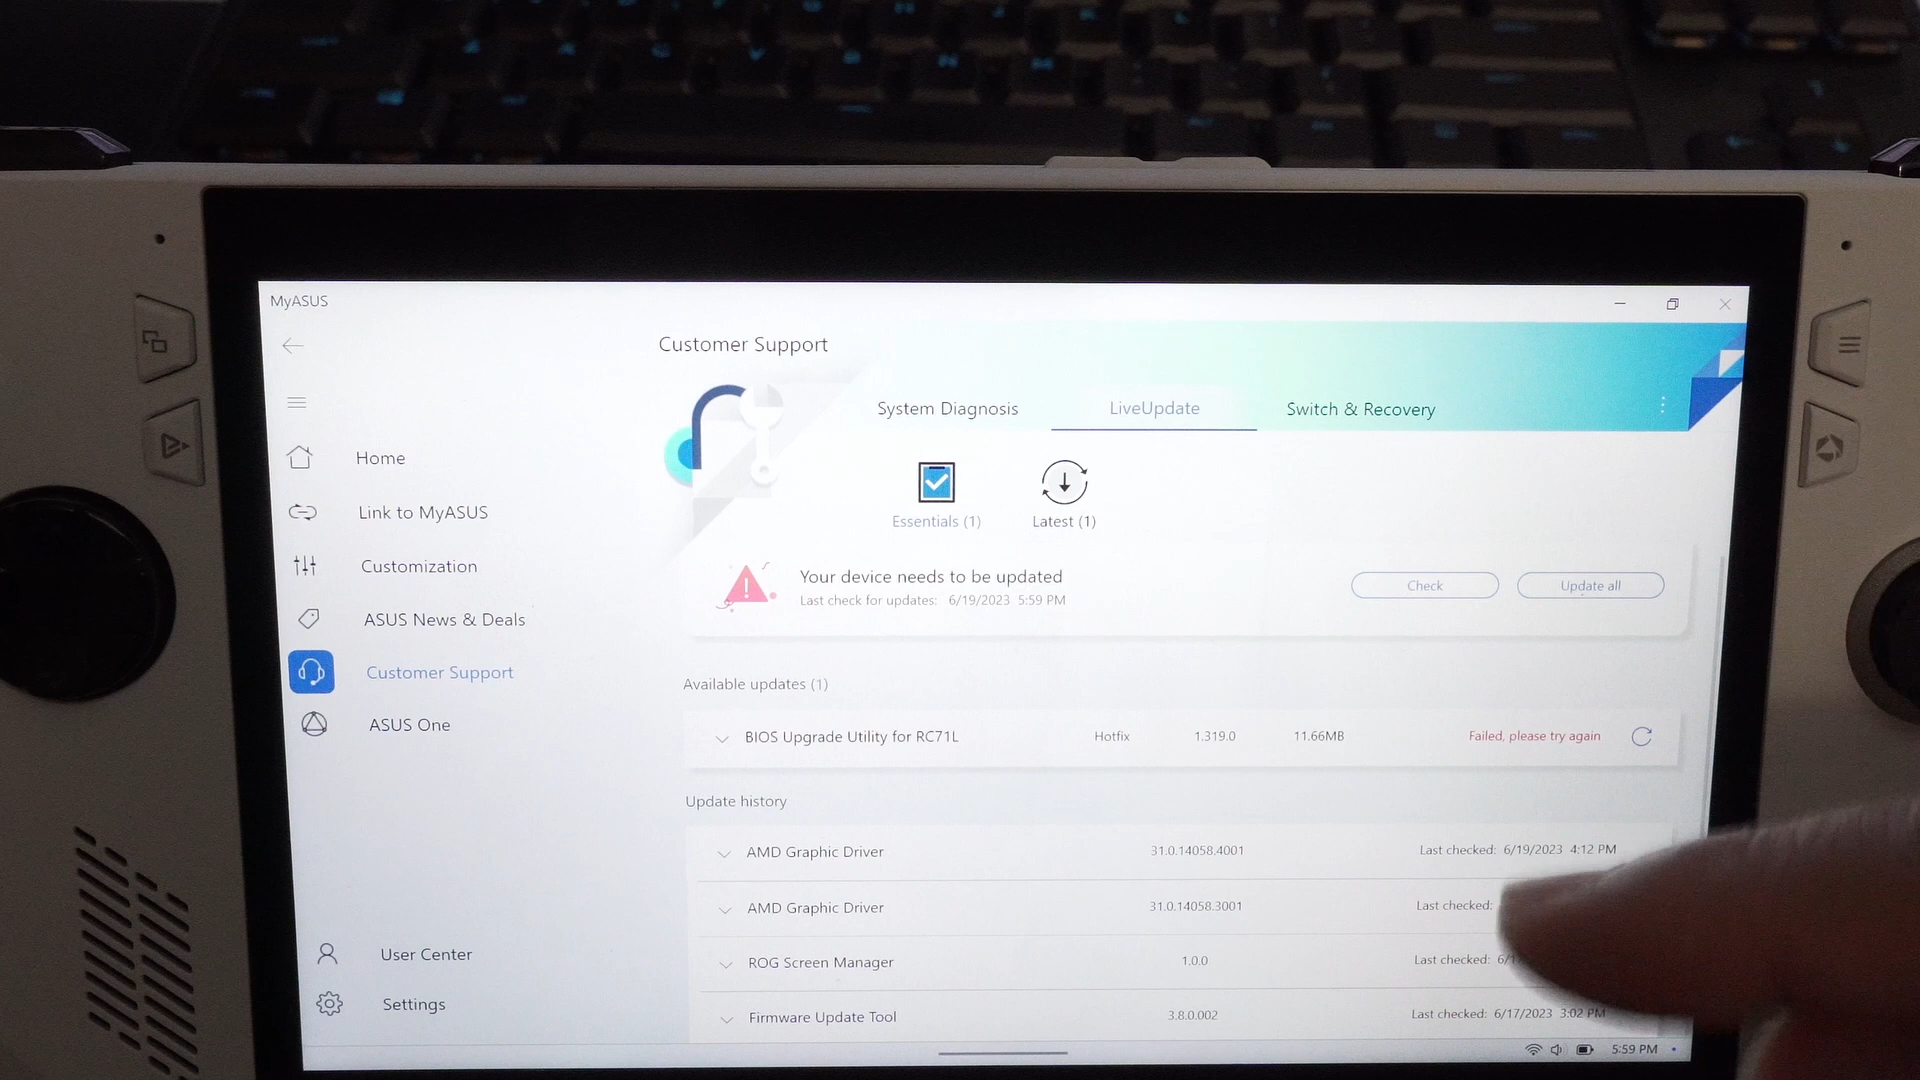 MyASUS
Customer Support
System Diagnosis
LiveUpdate
Switch & Recovery
Home
Link to MyASUS
Customization
ASUS News & Deals
Customer Support
ASUS One
User Center
Settings
Essentials (1)
Latest (1)
Your device needs to be updated
Last check for updates: 6/19/2023 5:59 PM
Check
Update all
Available updates (1)
BIOS Upgrade Utility for RC71L Hotfix 1.319.0 11.66MB Failed, please try again
Update history
AMD Graphic Driver 31.0.14058.4001 Last checked: 6/19/2023 4:12 PM
AMD Graphic Driver 31.0.14058.3001 Last checked:
ROG Screen Manager 1.0.0 Last checked:
Firmware Update Tool 3.8.0.002 Last checked: 6/17/2023 3:02 PM
5:59 PM